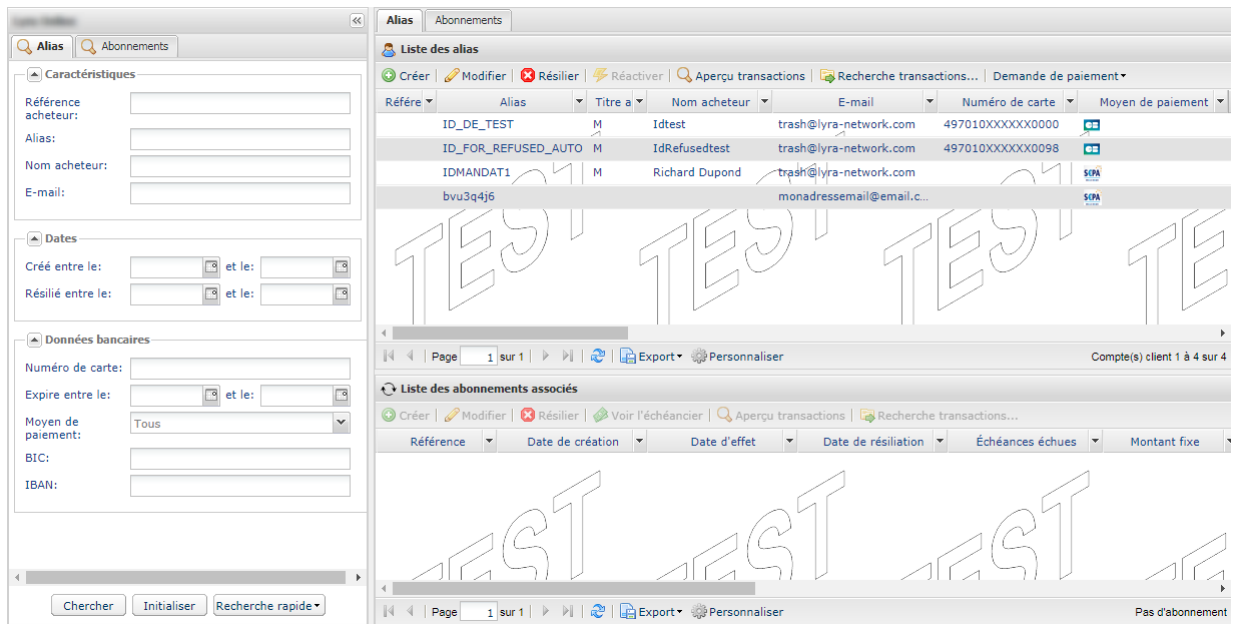 Alias Abonnements
Caractéristiques
Référence acheteur:
Alias:
Nom acheteur:
E-mail:
Dates
Créé entre le: et le:
Résilié entre le: et le:
Données bancaires
Numéro de carte:
Expire entre le: et le:
Moyen de paiement: Tous
BIC:
IBAN:
Chercher Initialiser Recherche rapide
Alias Abonnements
Liste des alias
Créer Modifier Résilier Réactiver Aperçu transactions Recherche transactions... Demande de paiement
Référe Alias Titre a Nom acheteur E-mail Numéro de carte Moyen de paiement
ID_DE_TEST M Idtest trash@lyra-network.com 497010XXXXXX0000 CB
ID_FOR_REFUSED_AUTO M IdRefusedtest trash@lyra-network.com 497010XXXXXX0098 CB
IDMANDAT1 M Richard Dupond trash@lyra-network.com SEPA
bvu3q4j6 monadressemail@email.c... SEPA
TEST TEST TEST TEST
Page 1 sur 1 Export Personnaliser Compte(s) client 1 à 4 sur 4
Liste des abonnements associés
Créer Modifier Résilier Voir l'échéancier Aperçu transactions Recherche transactions...
Référence Date de création Date d'effet Date de résiliation Échéances échues Montant fixe
TEST TEST TEST TE
Page 1 sur 1 Export Personnaliser Pas d'abonnement